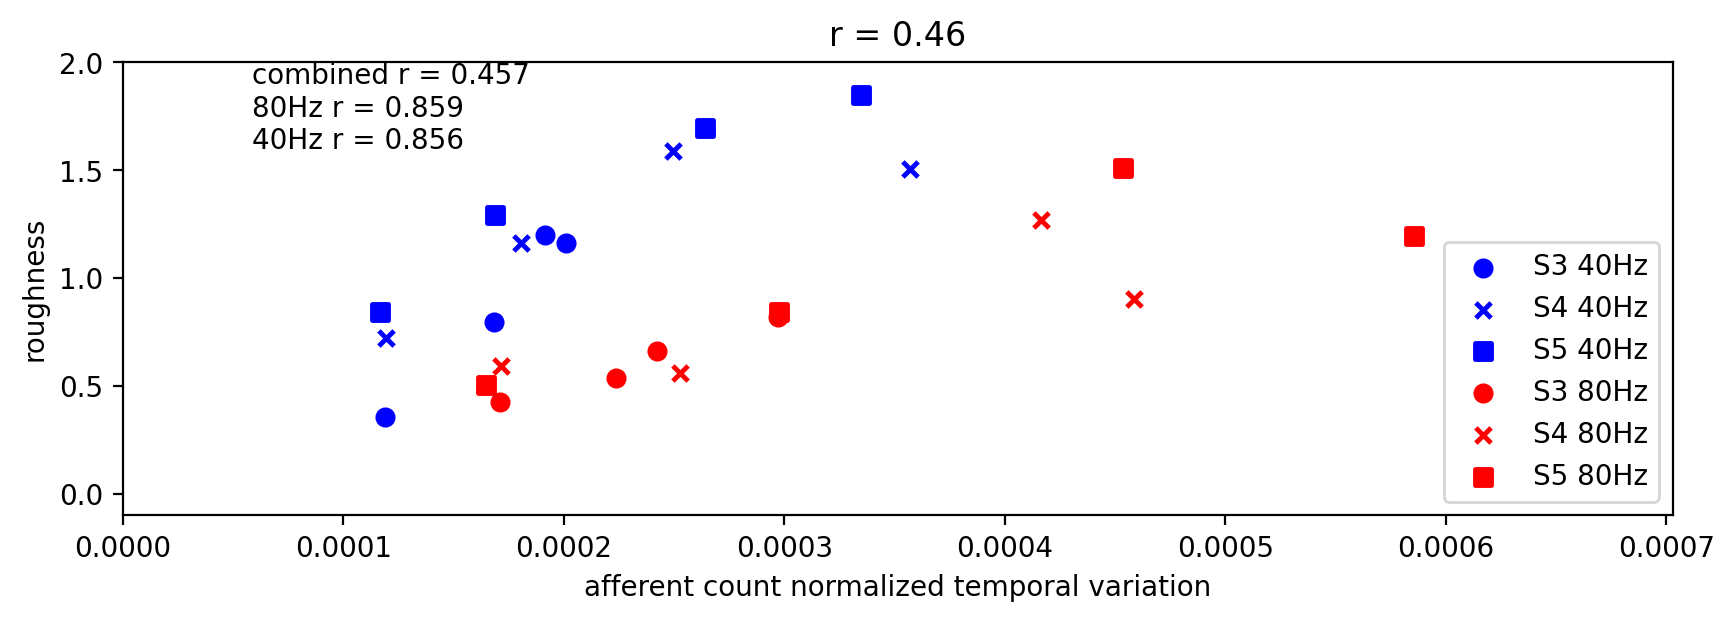 r = 0.46
combined r = 0.457
80Hz r = 0.859
40Hz r = 0.856
2.0
1.5
1.0
0.5
0.0
roughness
S3 40Hz
S4 40Hz
S5 40Hz
S3 80Hz
S4 80Hz
S5 80Hz
0.0000 0.0001 0.0002 0.0003 0.0004 0.0005 0.0006 0.0007
afferent count normalized temporal variation